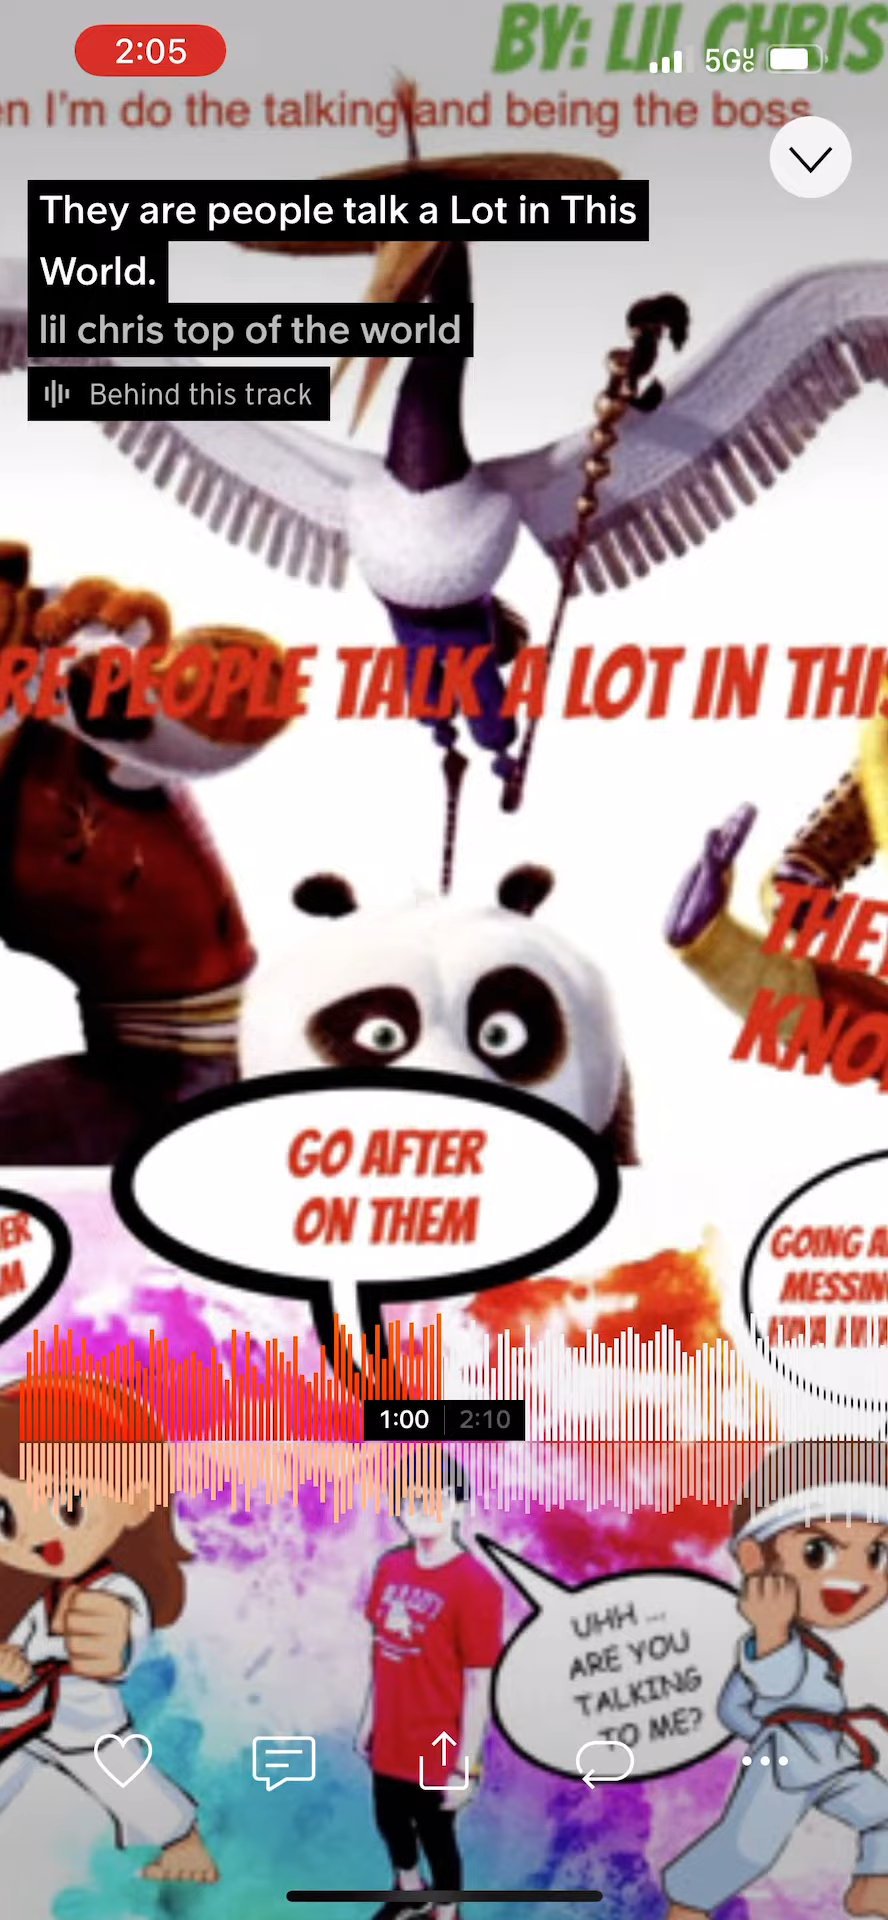 BY: LIL CHRIS
2:05
5G
n I'm do the talking and being the boss
They are people talk a Lot in This
World.
lil chris top of the world
Behind this track
RE PEOPLE TALK A LOT IN THI
THE
KNO
GO AFTER
ON THEM
ER
M
GOING A
MESSIN
1:00 2:10
UHH ...
ARE YOU
TALKING
TO ME?